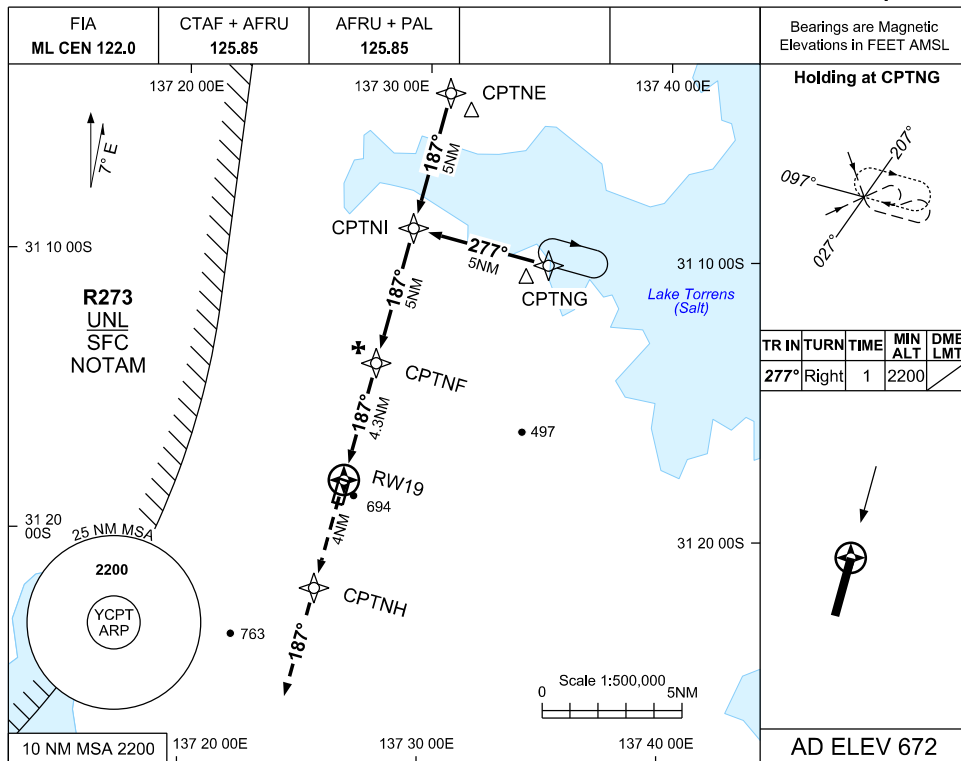 FIA
ML CEN 122.0
CTAF + AFRU
125.85
AFRU + PAL
125.85
Bearings are Magnetic
Elevations in FEET AMSL
137 20 00E
137 30 00E
137 40 00E
CPTNE
7° E
187°
5NM
CPTNI
277°
5NM
CPTNG
31 10 00S
31 10 00S
Lake Torrens
(Salt)
R273
UNL
SFC
NOTAM
187°
5NM
CPTNF
187°
4.3NM
497
RW19
694
31 20
00S
31 20 00S
25 NM MSA
2200
YCPT
ARP
4NM
CPTNH
763
187°
Scale 1:500,000
0
5NM
10 NM MSA 2200
137 20 00E
137 30 00E
137 40 00E
Holding at CPTNG
207°
097°
027°
TR IN TURN TIME MIN ALT DME LMT
277° Right 1 2200
AD ELEV 672